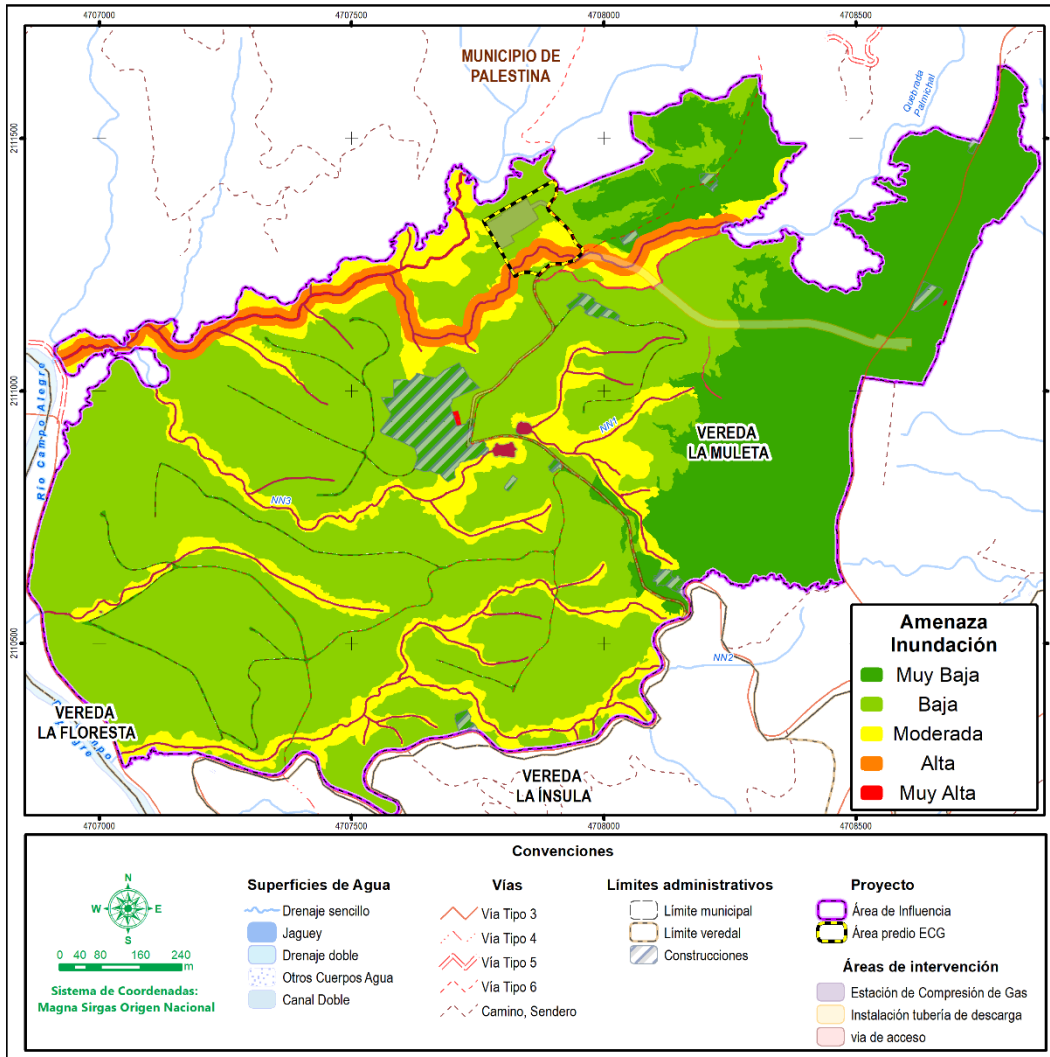 4707000
4707500
4708000
4708500
MUNICIPIO DE
PALESTINA
Quebrada
Palmichal
2111500
2111000
2110500
Río Campo Alegre
NN1
VEREDA
LA MULETA
NN3
NN2
VEREDA
LA FLORESTA
VEREDA
LA ÍNSULA
Amenaza
Inundación
Muy Baja
Baja
Moderada
Alta
Muy Alta
4707000
4707500
4708000
4708500
Convenciones
N
W
E
S
0 40 80 160 240
m
Sistema de Coordenadas:
Magna Sirgas Origen Nacional
Superficies de Agua
Drenaje sencillo
Jaguey
Drenaje doble
Otros Cuerpos Agua
Canal Doble
Vías
Vía Tipo 3
Vía Tipo 4
Vía Tipo 5
Vía Tipo 6
Camino, Sendero
Límites administrativos
Límite municipal
Límite veredal
Construcciones
Proyecto
Área de Influencia
Área predio ECG
Áreas de intervención
Estación de Compresión de Gas
Instalación tubería de descarga
via de acceso